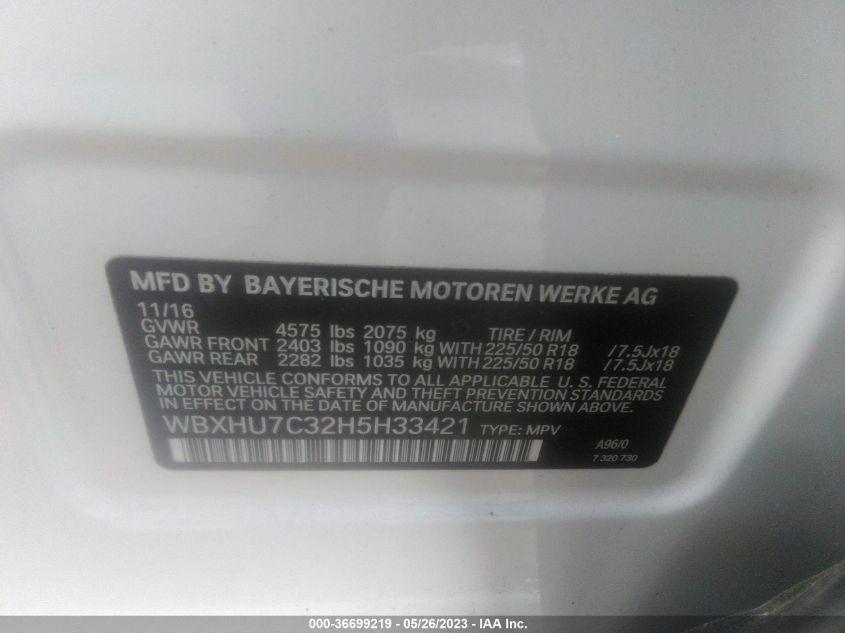 MFD BY BAYERISCHE MOTOREN WERKE AG
11/16
GVWR 4575 lbs 2075 kg TIRE / RIM
GAWR FRONT 2403 lbs 1090 kg WITH 225/50 R18 /7.5Jx18
GAWR REAR 2282 lbs 1035 kg WITH 225/50 R18 /7.5Jx18
THIS VEHICLE CONFORMS TO ALL APPLICABLE U. S. FEDERAL
MOTOR VEHICLE SAFETY AND THEFT PREVENTION STANDARDS
IN EFFECT ON THE DATE OF MANUFACTURE SHOWN ABOVE.
WBXHU7C32H5H33421 TYPE: MPV
A96/0
7 320 730
000-36699219 - 05/26/2023 - © IAA, Inc.